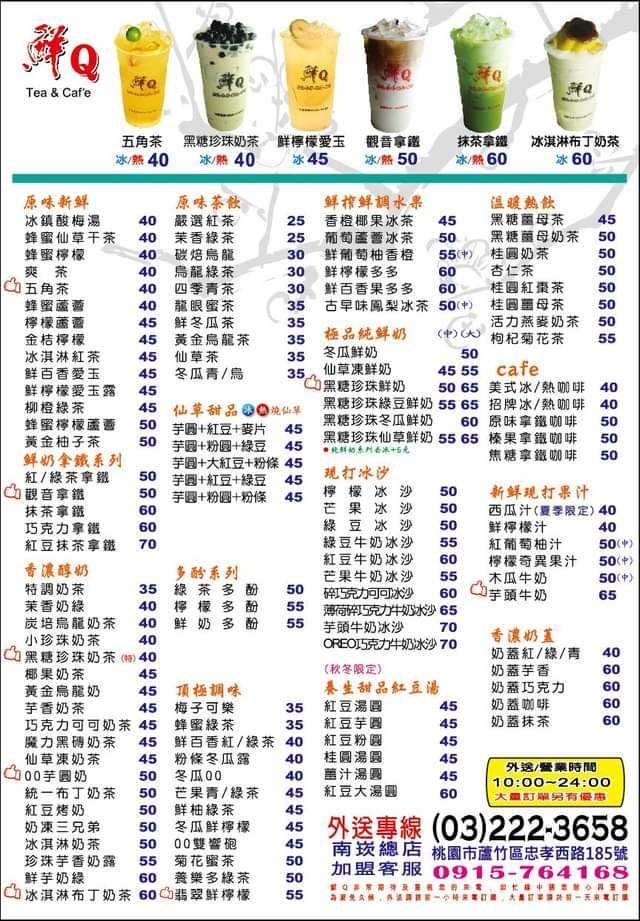 鮮Q
Tea & Caf'e
五角茶
冰/熱 40
黑糖珍珠奶茶
冰/熱 40
鮮檸檬愛玉
冰 45
觀音拿鐵
冰/熱 50
抹茶拿鐵
冰/熱 60
冰淇淋布丁奶茶
冰 60
原味新鮮
冰鎮酸梅湯 40
蜂蜜仙草干茶 40
蜂蜜檸檬 40
爽 茶 40
五角茶 40
蜂蜜蘆薈 40
檸檬蘆薈 40
金桔檸檬 40
冰淇淋紅茶 40
鮮百香愛玉 40
鮮檸檬愛玉露 45
柳橙綠茶 45
蜂蜜檸檬蘆薈 50
黃金柚子茶 50
鮮奶拿鐵系列
紅/綠茶拿鐵 50
觀音拿鐵 50
抹茶拿鐵 60
巧克力拿鐵 60
紅豆抹茶拿鐵 70
香濃醇奶
特調奶茶 35
茉香奶綠 40
炭培烏龍奶茶 40
小珍珠奶茶 40
黑糖珍珠奶茶(特) 40
椰果奶茶 45
黃金烏龍奶 45
芋香奶茶 45
巧克力可可奶茶 45
魔力黑磚奶茶 45
仙草凍奶茶 45
QQ芋圓奶 50
統一布丁奶茶 50
紅豆烤奶 50
奶凍三兄弟 50
冰淇淋奶茶 50
珍珠芋香奶露 55
鮮芋奶綠 60
冰淇淋布丁奶茶 60
原味茶飲
嚴選紅茶 25
茉香綠茶 25
碳焙烏龍 30
烏龍綠茶 30
四季青茶 30
龍眼蜜茶 35
鮮冬瓜茶 35
黃金烏龍茶 35
仙草茶 35
冬瓜青/烏 35
仙草甜品 冰 熱 燒仙草
芋圓+紅豆+麥片 45
芋圓+粉圓+綠豆 45
芋圓+大紅豆+粉條 45
芋圓+紅豆+綠豆 45
芋圓+粉圓+粉條 45
多酚系列
綠茶多酚 50
檸檬多酚 55
鮮奶多酚 55
頂極調味
梅子可樂 35
蜂蜜綠茶 35
鮮百香紅/綠茶 40
粉條冬瓜露 40
冬瓜QQ 40
芒果青/綠茶 45
鮮柚綠茶 45
冬瓜鮮檸檬 45
QQ雙響砲 45
菊花蜜茶 50
養樂多綠茶 50
翡翠鮮檸檬 55
鮮榨鮮調水果
香橙椰果冰茶 45
葡萄蘆薈冰茶 50
鮮葡萄柚香橙 55(中)
鮮檸檬多多 60
鮮百香果多多 60
古早味鳳梨冰茶 50(中)
極品純鮮奶 (中)(大)
冬瓜鮮奶 50
仙草凍鮮奶 45 55
黑糖珍珠鮮奶 50 65
黑糖珍珠綠豆鮮奶 55 65
黑糖珍珠冬瓜鮮奶 60
黑糖珍珠仙草鮮奶 55 65
●純鮮奶系列去冰+5元
現打冰沙
檸檬冰沙 50
芒果冰沙 50
綠豆冰沙 50
綠豆牛奶冰沙 55
紅豆牛奶冰沙 60
芒果牛奶冰沙 55
碎巧克力可可冰沙 60
薄荷碎巧克力牛奶冰沙 65
芋頭牛奶冰沙 70
OREO巧克力牛奶冰沙 70
(秋冬限定)
養生甜品紅豆湯
紅豆湯圓 45
紅豆芋圓 45
紅豆粉圓 45
桂圓湯圓 45
薑汁湯圓 45
紅豆大湯圓 60
溫暖熱飲
黑糖薑母茶 45
黑糖薑母奶茶 50
桂圓奶茶 50
杏仁茶 50
桂圓紅棗茶 50
桂圓薑母茶 50
活力燕麥奶茶 50
枸杞菊花茶 55
cafe
美式冰/熱咖啡 40
招牌冰/熱咖啡 40
原味拿鐵咖啡 50
榛果拿鐵咖啡 50
焦糖拿鐵咖啡 50
新鮮現打果汁
西瓜汁(夏季限定) 40
鮮檸檬汁 40
紅葡萄柚汁 50(中)
檸檬奇異果汁 50(中)
木瓜牛奶 50(中)
芋頭牛奶 65
香濃奶蓋
奶蓋紅/綠/青 40
奶蓋芋香 60
奶蓋巧克力 60
奶蓋咖啡 60
奶蓋抹茶 60
外送/營業時間
10:00~24:00
大量訂單另有優惠
外送專線 (03)222-3658
南崁總店 桃園市蘆竹區忠孝西路185號
加盟客服 0915-764168